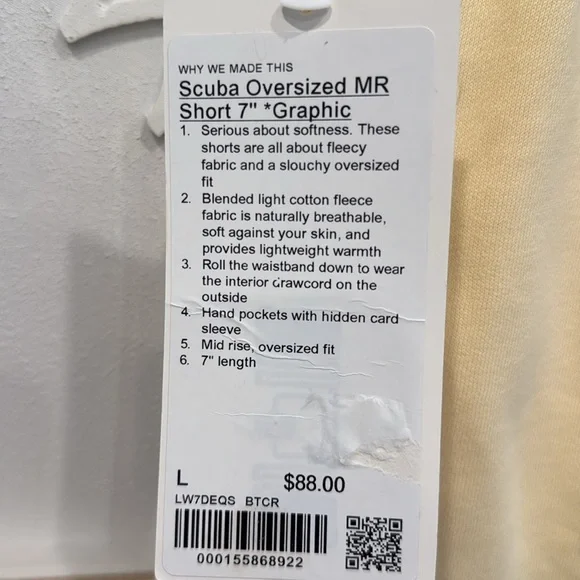 WHY WE MADE THIS
Scuba Oversized MR
Short 7" *Graphic
1. Serious about softness. These
shorts are all about fleecy
fabric and a slouchy oversized
fit
2. Blended light cotton fleece
fabric is naturally breathable,
soft against your skin, and
provides lightweight warmth
3. Roll the waistband down to wear
the interior drawcord on the
outside
4. Hand pockets with hidden card
sleeve
5. Mid rise, oversized fit
6. 7" length
L $88.00
LW7DEQS BTCR
000155868922